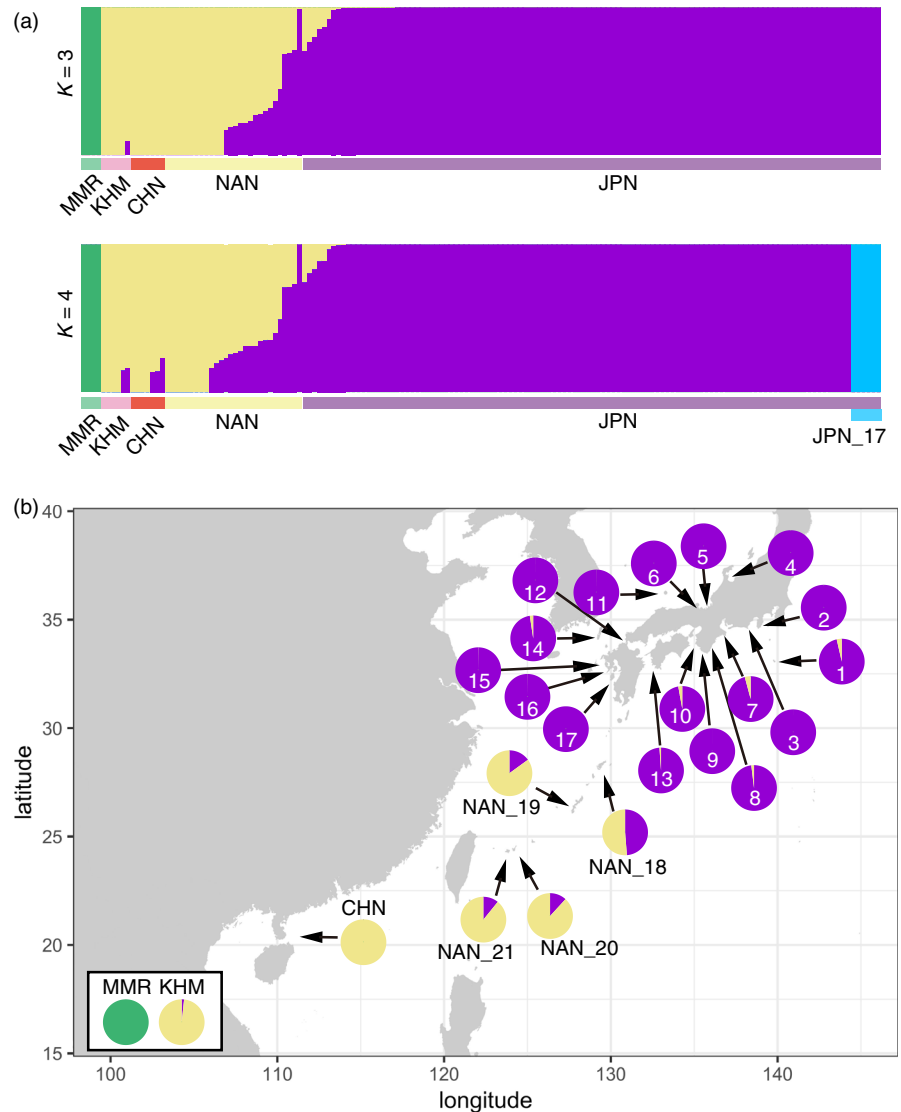 (a)
K = 3
MMR
KHM
CHN
NAN
JPN
K = 4
MMR
KHM
CHN
NAN
JPN
JPN_17
(b)
40
35
30
25
20
15
latitude
12
11
6
5
4
14
2
15
1
16
17
10
7
3
13
9
8
NAN_19
NAN_18
CHN
NAN_21
NAN_20
MMR KHM
100 110 120 130 140
longitude